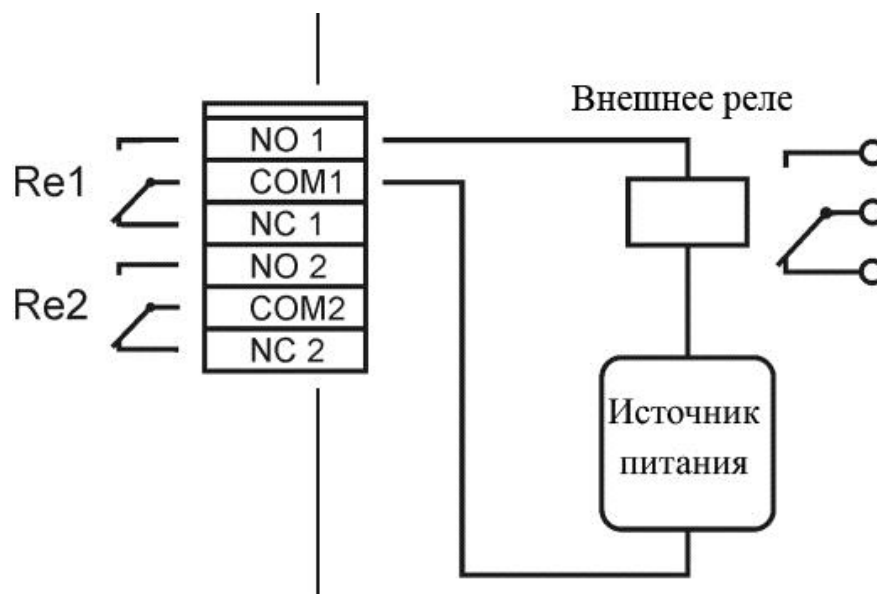 Внешнее реле
Re1
NO 1
COM1
NC 1
Re2
NO 2
COM2
NC 2
Источник
питания